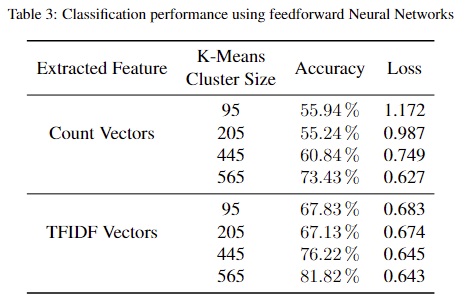 Table 3: Classification performance using feedforward Neural Networks
Extracted Feature K-Means Cluster Size Accuracy Loss
95 55.94 % 1.172
Count Vectors 205 55.24 % 0.987
445 60.84 % 0.749
565 73.43 % 0.627
95 67.83 % 0.683
TFIDF Vectors 205 67.13 % 0.674
445 76.22 % 0.645
565 81.82 % 0.643